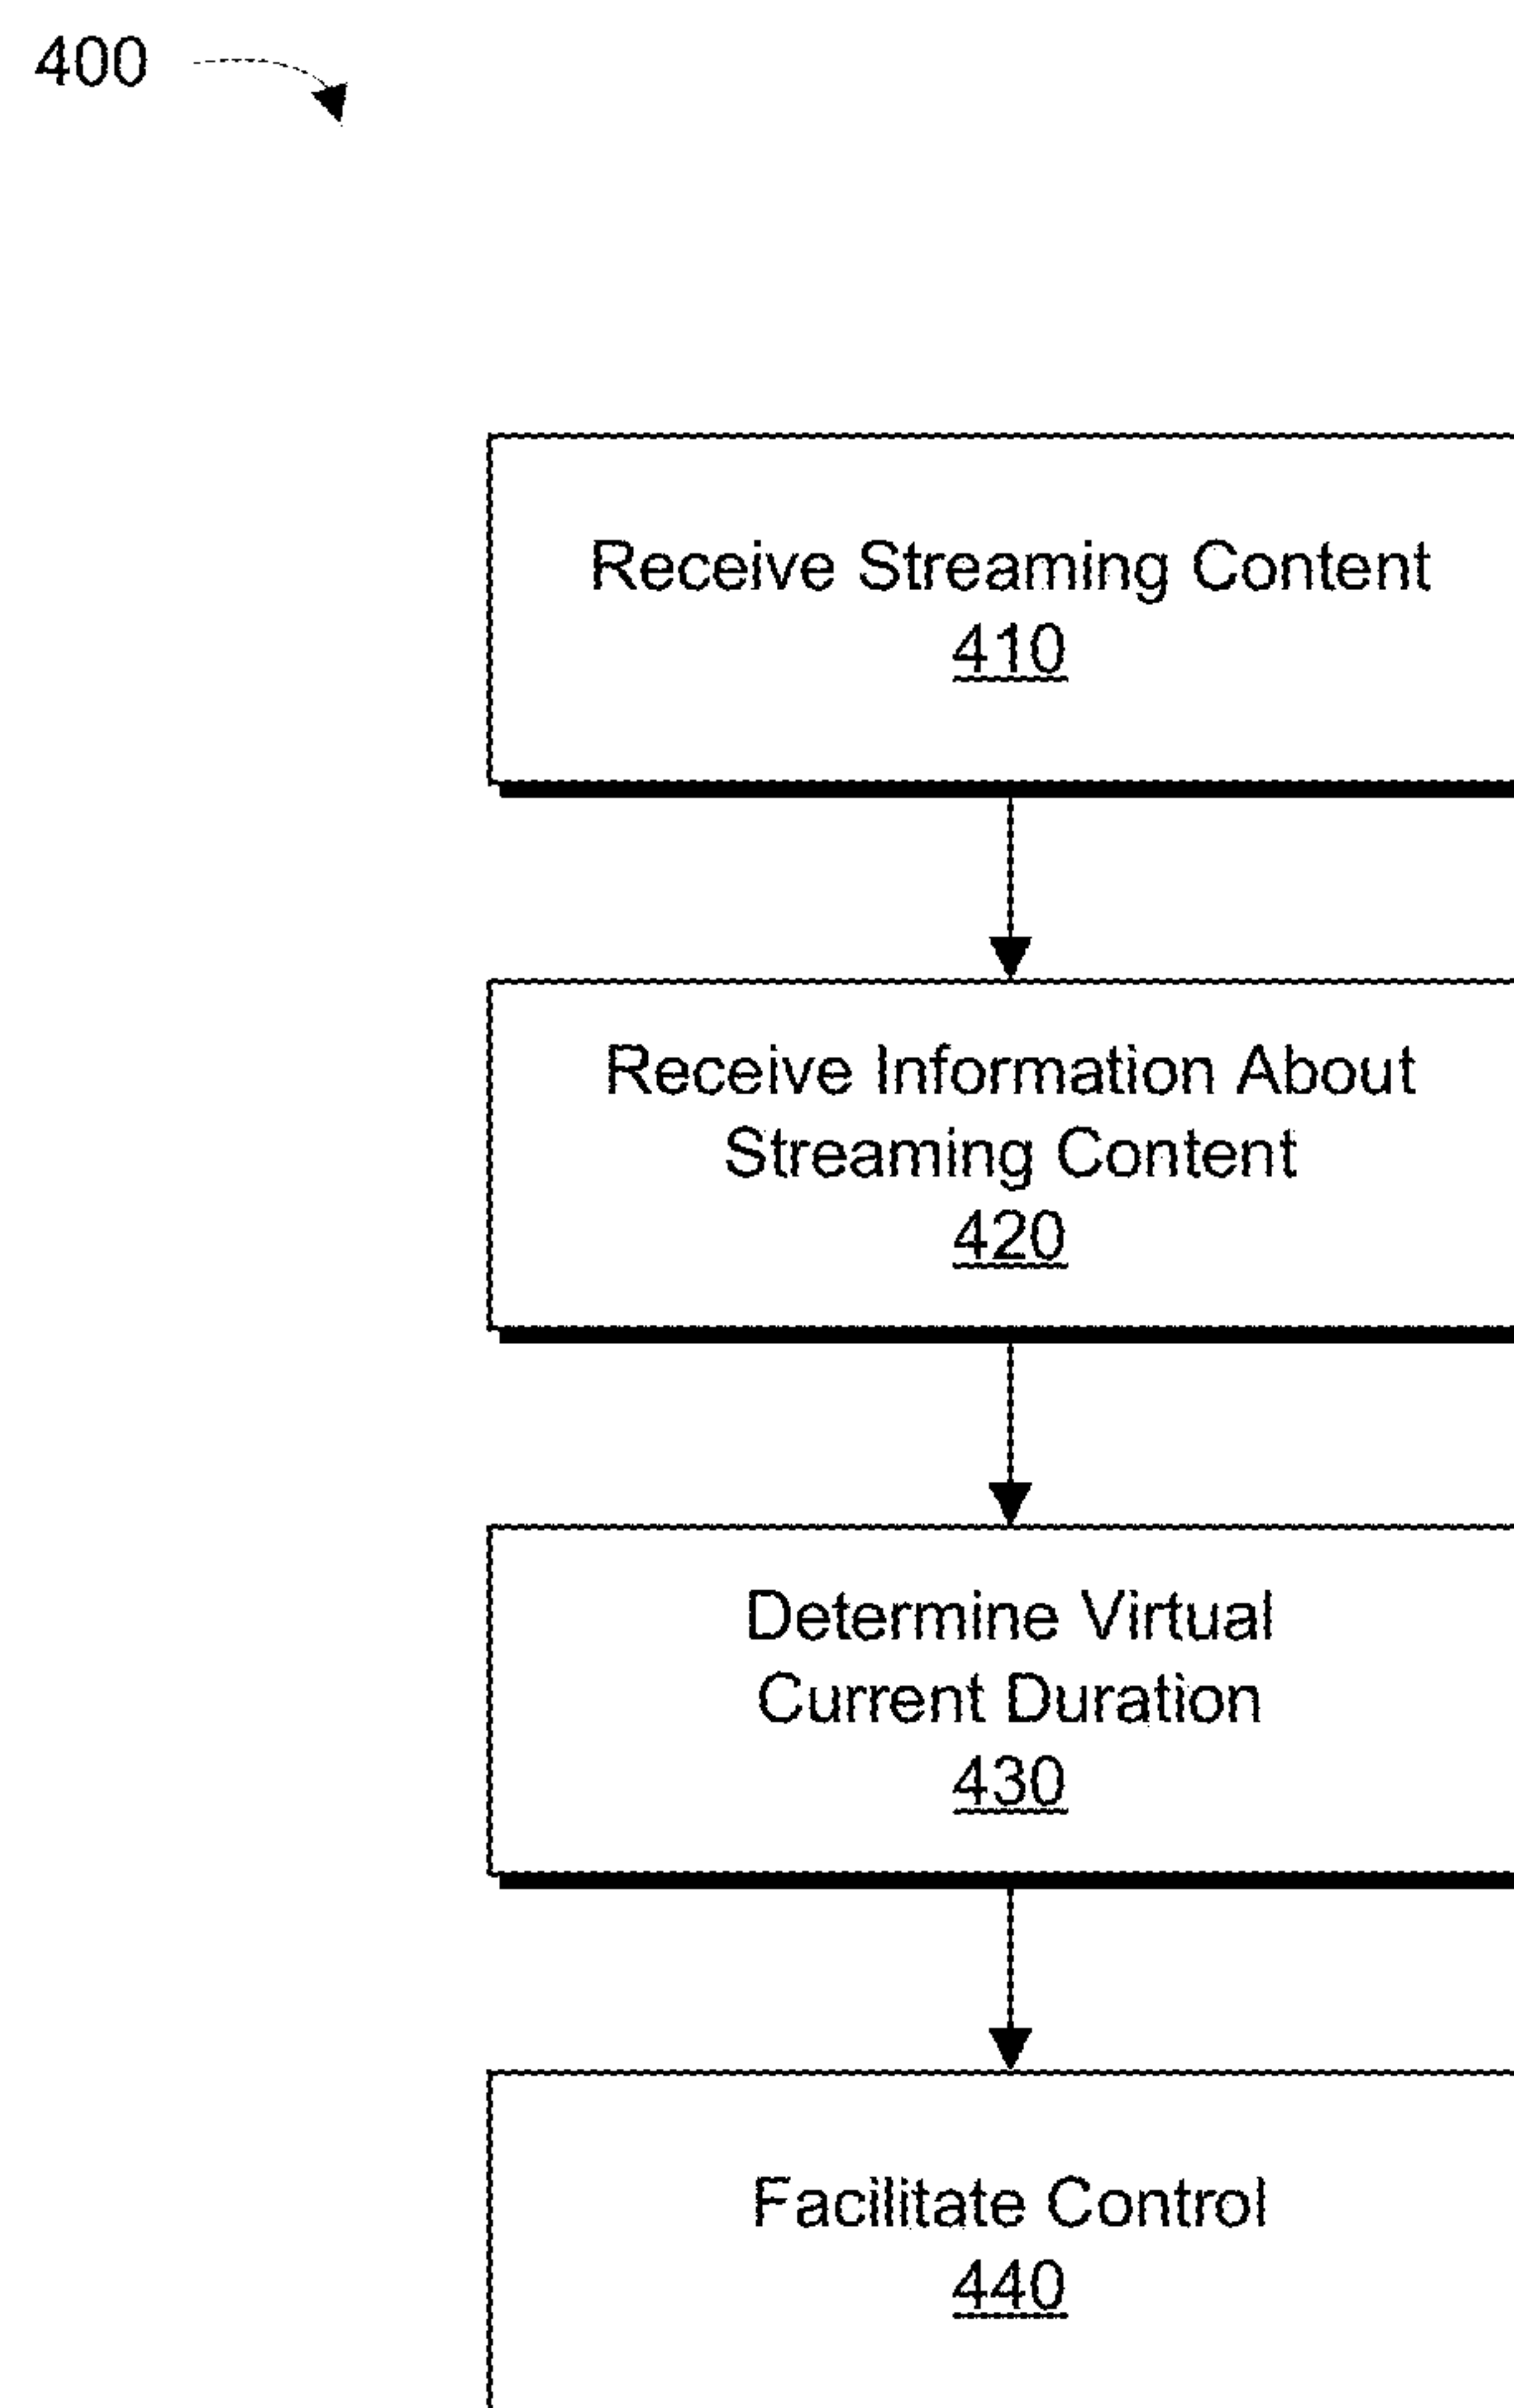 400
Receive Streaming Content
410
Receive Information About
Streaming Content
420
Determine Virtual
Current Duration
430
Facilitate Control
440